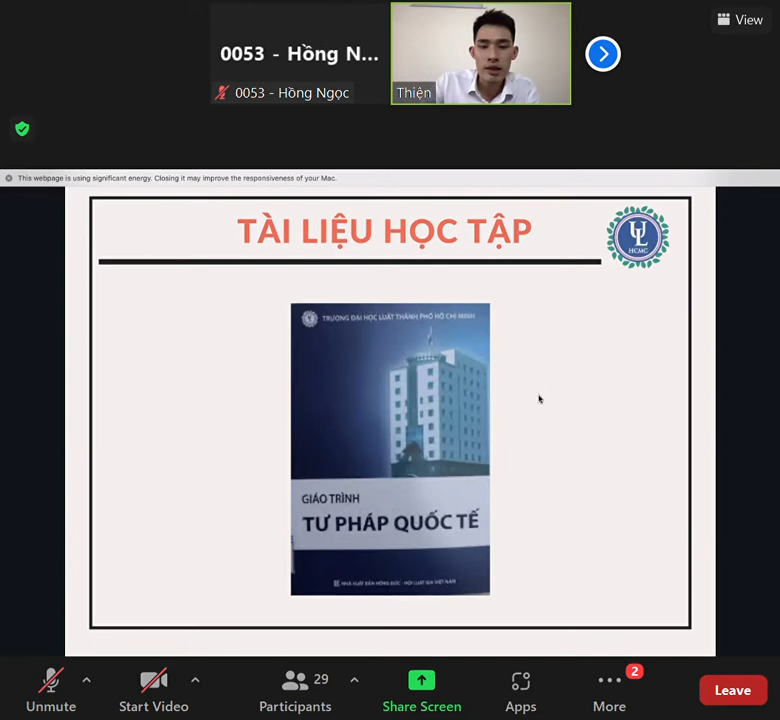 View
0053 - Hồng N...
0053 - Hồng Ngọc
Thiện
This webpage is using significant energy. Closing it may improve the responsiveness of your Mac.
TÀI LIỆU HỌC TẬP
UL
HCMC
TRƯỜNG ĐẠI HỌC LUẬT THÀNH PHỐ HỒ CHÍ MINH
GIÁO TRÌNH
TƯ PHÁP QUỐC TẾ
NHÀ XUẤT BẢN HỒNG ĐỨC - HỘI LUẬT GIA VIỆT NAM
29
2
Unmute
Start Video
Participants
Share Screen
Apps
More
Leave